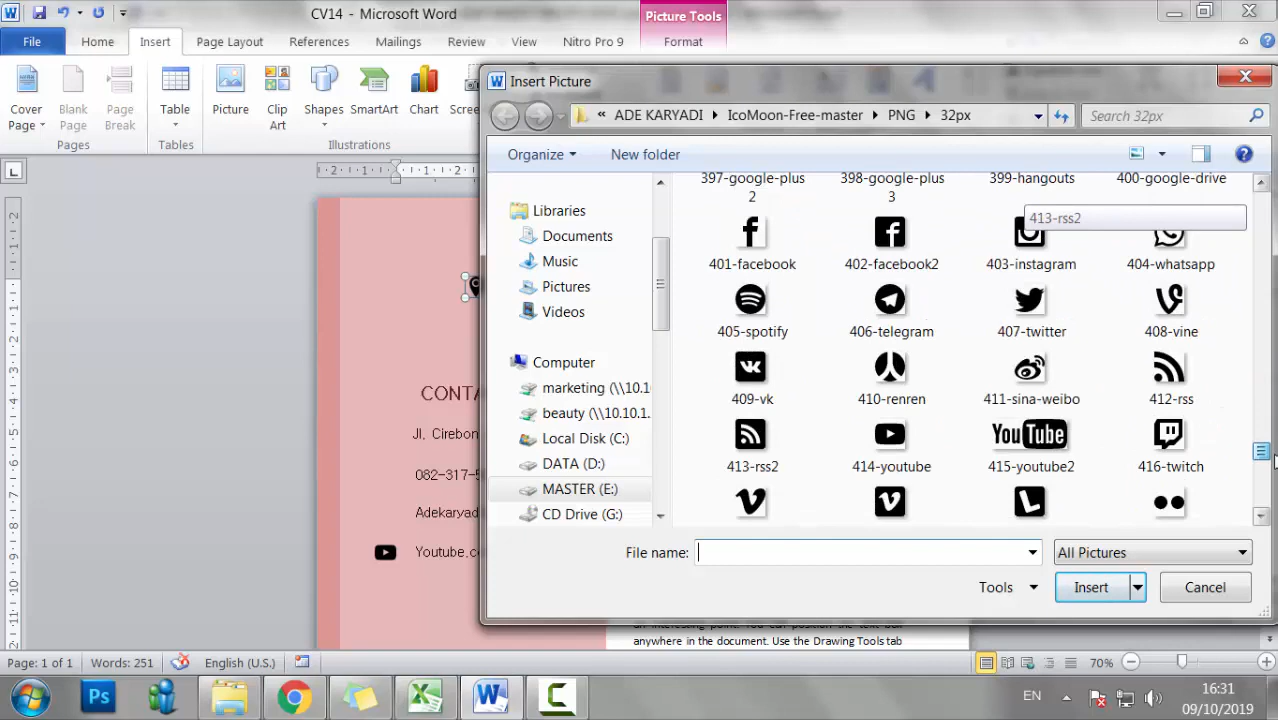 CV14 - Microsoft Word
Picture Tools
File
Home
Insert
Page Layout
References
Mailings
Review
View
Nitro Pro 9
Format
Cover
Page
Blank
Page
Page
Break
Table
Picture
Clip
Art
Shapes
SmartArt
Chart
Pages
Tables
Illustrations
Insert Picture
« ADE KARYADI
IcoMoon-Free-master
PNG
32px
Search 32px
Organize
New folder
Libraries
Documents
Music
Pictures
Videos
Computer
marketing (\\10.1
beauty (\\10.10.1.
Local Disk (C:)
DATA (D:)
MASTER (E:)
CD Drive (G:)
397-google-plus
2
398-google-plus
3
399-hangouts
400-google-drive
413-rss2
401-facebook
402-facebook2
403-instagram
404-whatsapp
405-spotify
406-telegram
407-twitter
408-vine
409-vk
410-renren
411-sina-weibo
412-rss
YouTube
413-rss2
414-youtube
415-youtube2
416-twitch
File name:
All Pictures
Tools
Insert
Cancel
CONTA
Jl. Cirebon
082-317-5
Adekaryad
Youtube.c
anywhere in the document. Use the Drawing Tools tab
Page: 1 of 1
Words: 251
English (U.S.)
70%
Ps
EN
16:31
09/10/2019